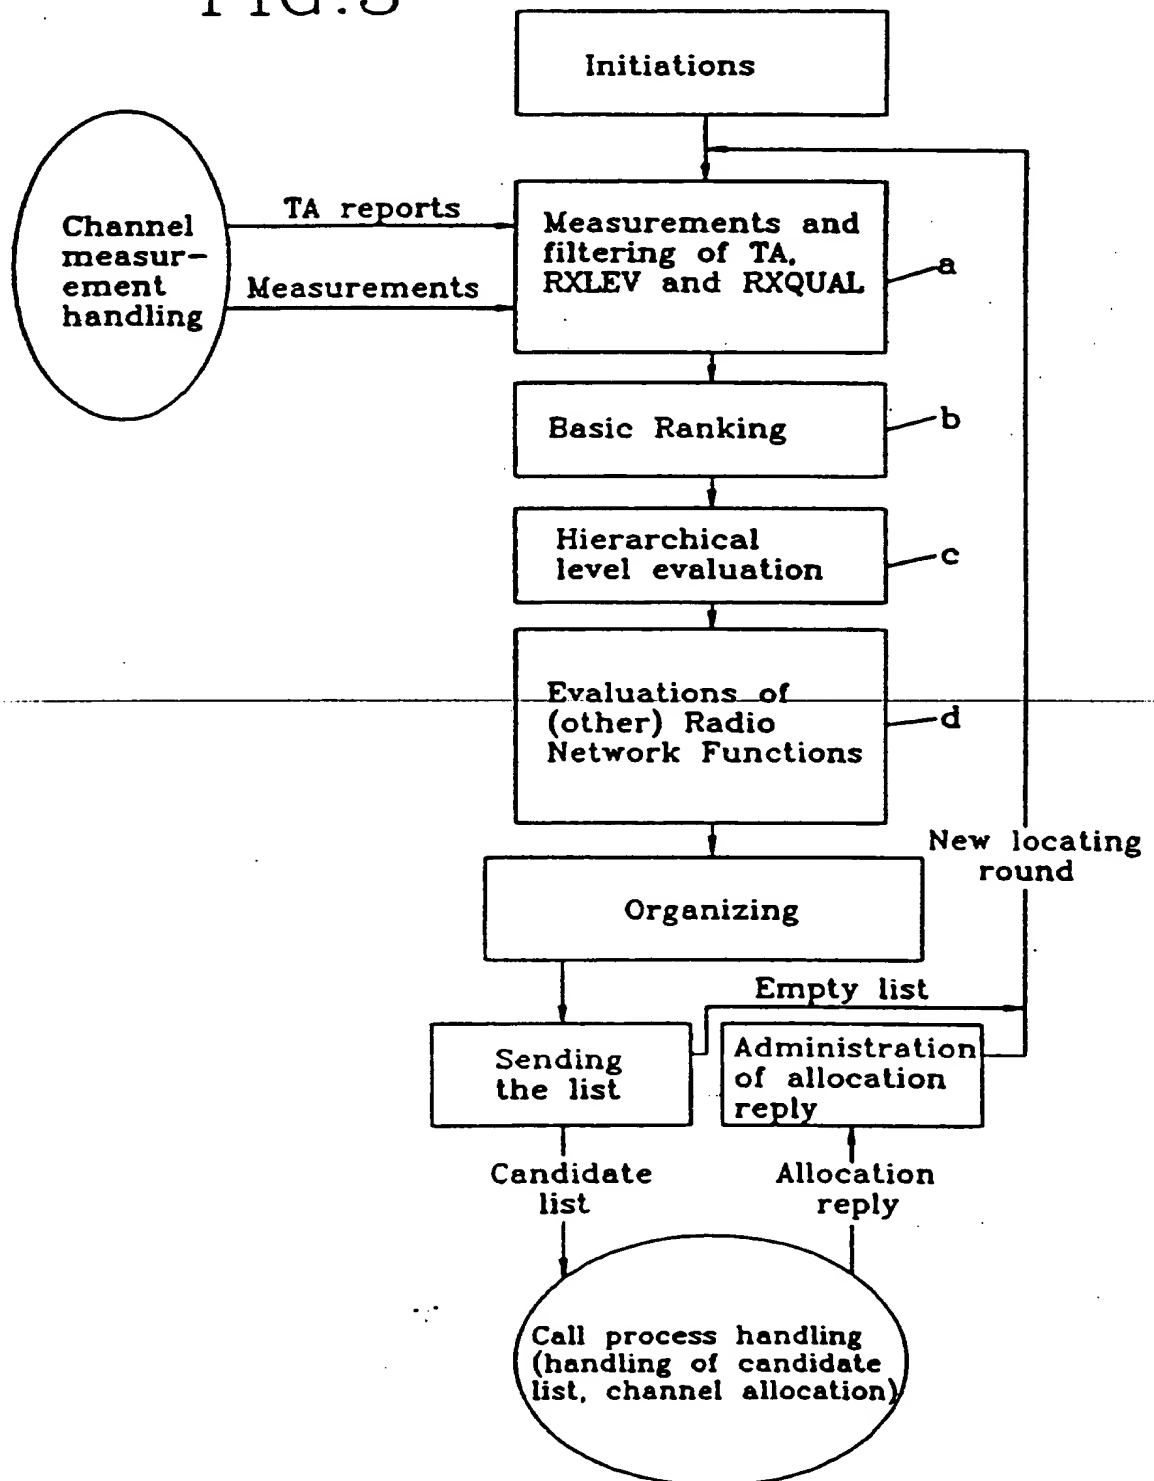 Initiations
TA reports
Channel
measur-
ement
handling
Measurements
Measurements and
filtering of TA,
RXLEV and RXQUAL
a
Basic Ranking
b
Hierarchical
level evaluation
c
Evaluations of
(other) Radio
Network Functions
d
New locating
round
Organizing
Empty list
Sending
the list
Administration
of allocation
reply
Candidate
list
Allocation
reply
Call process handling
(handling of candidate
list, channel allocation)